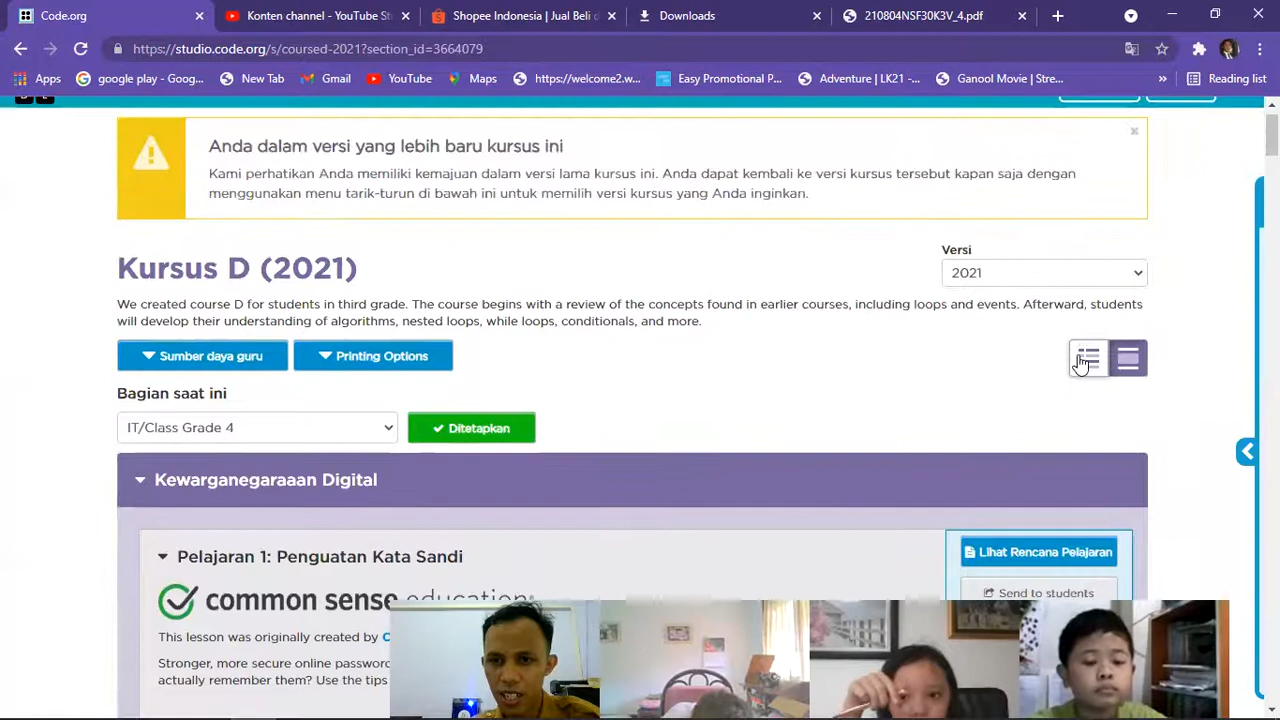 Code.org
Konten channel - YouTube St
Shopee Indonesia | Jual Beli d
Downloads
210804NSF30K3V_4.pdf
https://studio.code.org/s/coursed-2021?section_id=3664079
Apps
google play - Goog...
New Tab
Gmail
YouTube
Maps
https://welcome2.w...
Easy Promotional P...
Adventure | LK21 -...
Ganool Movie | Stre...
»
Reading list
Anda dalam versi yang lebih baru kursus ini
Kami perhatikan Anda memiliki kemajuan dalam versi lama kursus ini. Anda dapat kembali ke versi kursus tersebut kapan saja dengan
menggunakan menu tarik-turun di bawah ini untuk memilih versi kursus yang Anda inginkan.
Kursus D (2021)
Versi
2021
We created course D for students in third grade. The course begins with a review of the concepts found in earlier courses, including loops and events. Afterward, students
will develop their understanding of algorithms, nested loops, while loops, conditionals, and more.
Sumber daya guru
Printing Options
Bagian saat ini
IT/Class Grade 4
Ditetapkan
Kewarganegaraaan Digital
Pelajaran 1: Penguatan Kata Sandi
Lihat Rencana Pelajaran
Send to students
common sense education
This lesson was originally created by
Stronger, more secure online password
actually remember them? Use the tips